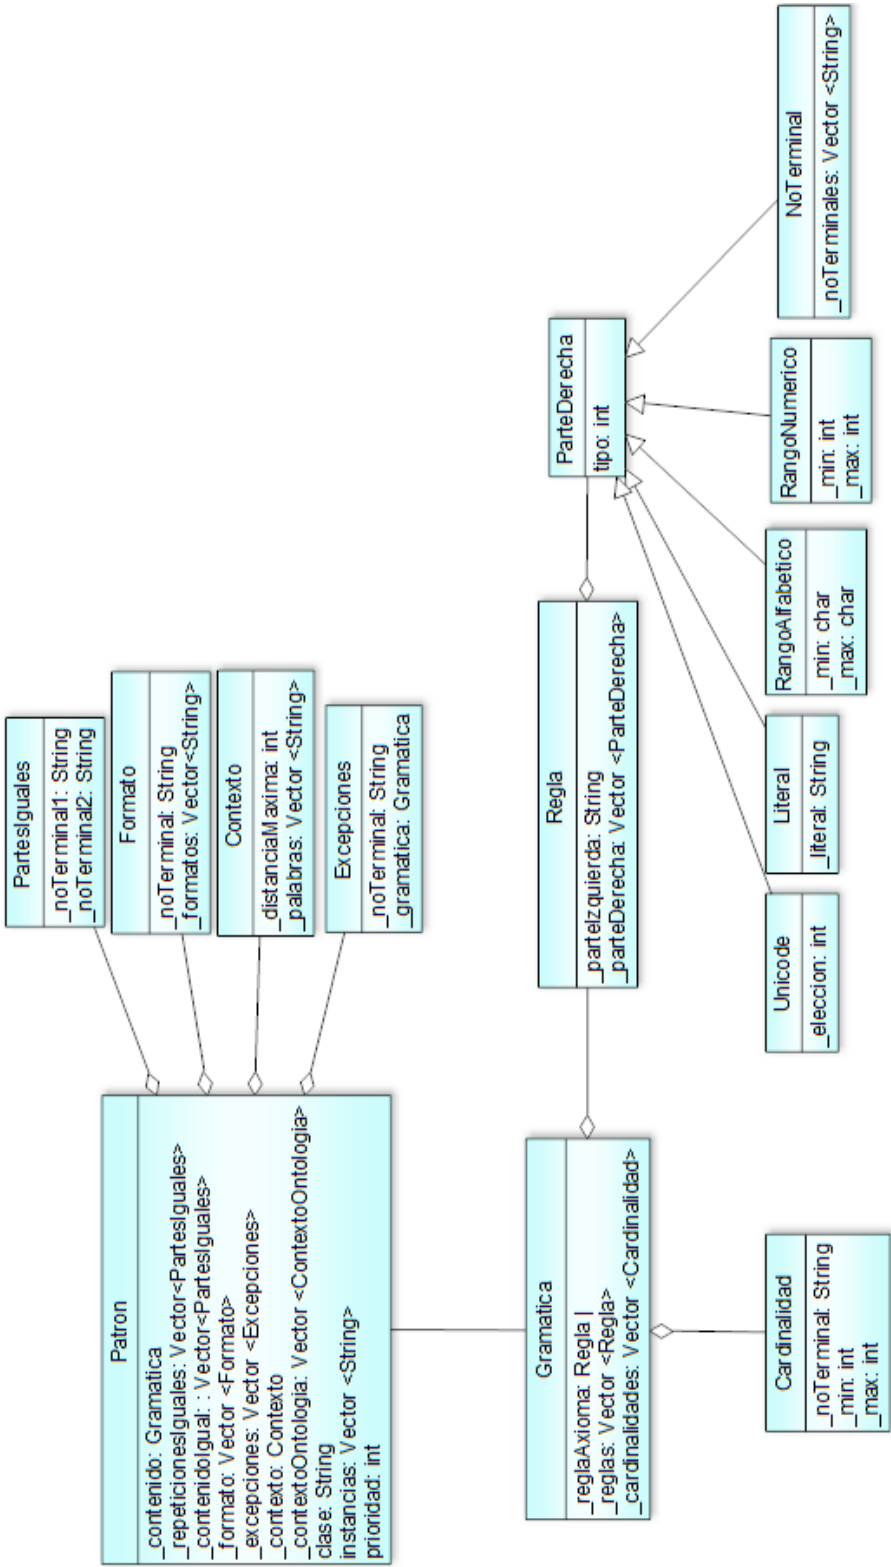 Patron
_contenido: Gramatica
_repeticionesIguales: Vector<PartesIguales>
_contenidoIgual: : Vector<PartesIguales>
_formato: Vector <Formato>
_excepciones: Vector <Excepciones>
_contexto: Contexto
_contextoOntologia: Vector <ContextoOntologia>
clase: String
instancias: Vector <String>
prioridad: int
PartesIguales
_noTerminal1: String
_noTerminal2: String
Formato
_noTerminal: String
_formatos: Vector<String>
Contexto
_distanciaMaxima: int
_palabras: Vector <String>
Excepciones
_noTerminal: String
_gramatica: Gramatica
Gramatica
_reglaAxioma: Regla |
_reglas: Vector <Regla>
_cardinalidades: Vector <Cardinalidad>
Regla
_parteIzquierda: String
_parteDerecha: Vector <ParteDerecha>
ParteDerecha
tipo: int
Cardinalidad
_noTerminal: String
_min: int
_max: int
Unicode
_eleccion: int
Literal
_literal: String
RangoAlfabetico
_min: char
_max: char
RangoNumerico
_min: int
_max: int
NoTerminal
_noTerminales: Vector <String>